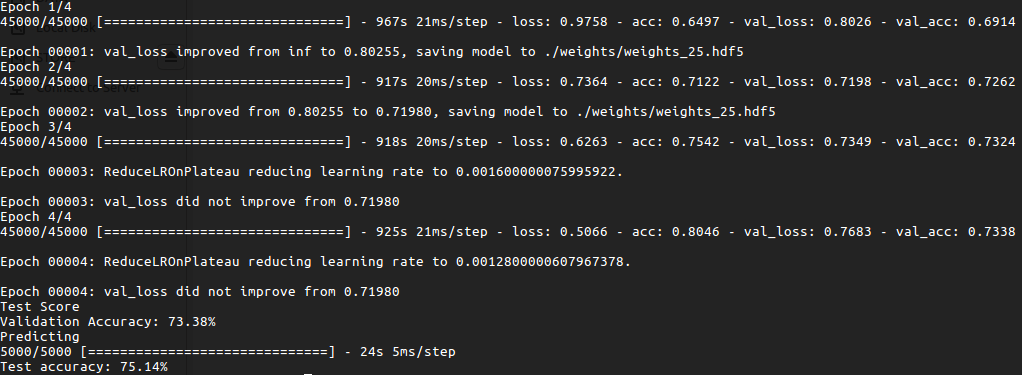 Epoch 1/4
45000/45000 [==============================] - 967s 21ms/step - loss: 0.9758 - acc: 0.6497 - val_loss: 0.8026 - val_acc: 0.6914
Epoch 00001: val_loss improved from inf to 0.80255, saving model to ./weights/weights_25.hdf5
Epoch 2/4
45000/45000 [==============================] - 917s 20ms/step - loss: 0.7364 - acc: 0.7122 - val_loss: 0.7198 - val_acc: 0.7262
Epoch 00002: val_loss improved from 0.80255 to 0.71980, saving model to ./weights/weights_25.hdf5
Epoch 3/4
45000/45000 [==============================] - 918s 20ms/step - loss: 0.6263 - acc: 0.7542 - val_loss: 0.7349 - val_acc: 0.7324
Epoch 00003: ReduceLROnPlateau reducing learning rate to 0.001600000075995922.
Epoch 00003: val_loss did not improve from 0.71980
Epoch 4/4
45000/45000 [==============================] - 925s 21ms/step - loss: 0.5066 - acc: 0.8046 - val_loss: 0.7683 - val_acc: 0.7338
Epoch 00004: ReduceLROnPlateau reducing learning rate to 0.0012800000607967378.
Epoch 00004: val_loss did not improve from 0.71980
Test Score
Validation Accuracy: 73.38%
Predicting
5000/5000 [==============================] - 24s 5ms/step
Test accuracy: 75.14%